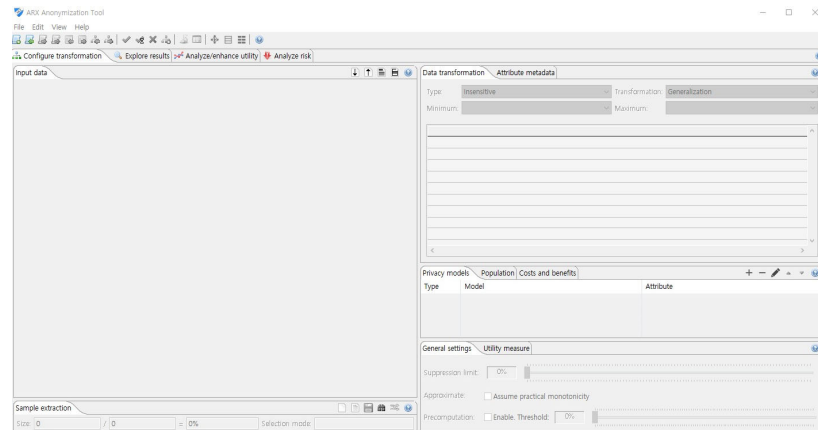 ARX Anonymization Tool
File Edit View Help
Configure transformation Explore results Analyze/enhance utility Analyze risk
Input data
Data transformation Attribute metadata
Type: Insensitive Transformation: Generalization
Minimum: Maximum:
Privacy models Population Costs and benefits
Type Model Attribute
General settings Utility measure
Suppression limit: 0%
Approximate: Assume practical monotonicity
Precomputation: Enable. Threshold: 0%
Sample extraction
Size: 0 / 0 = 0% Selection mode: